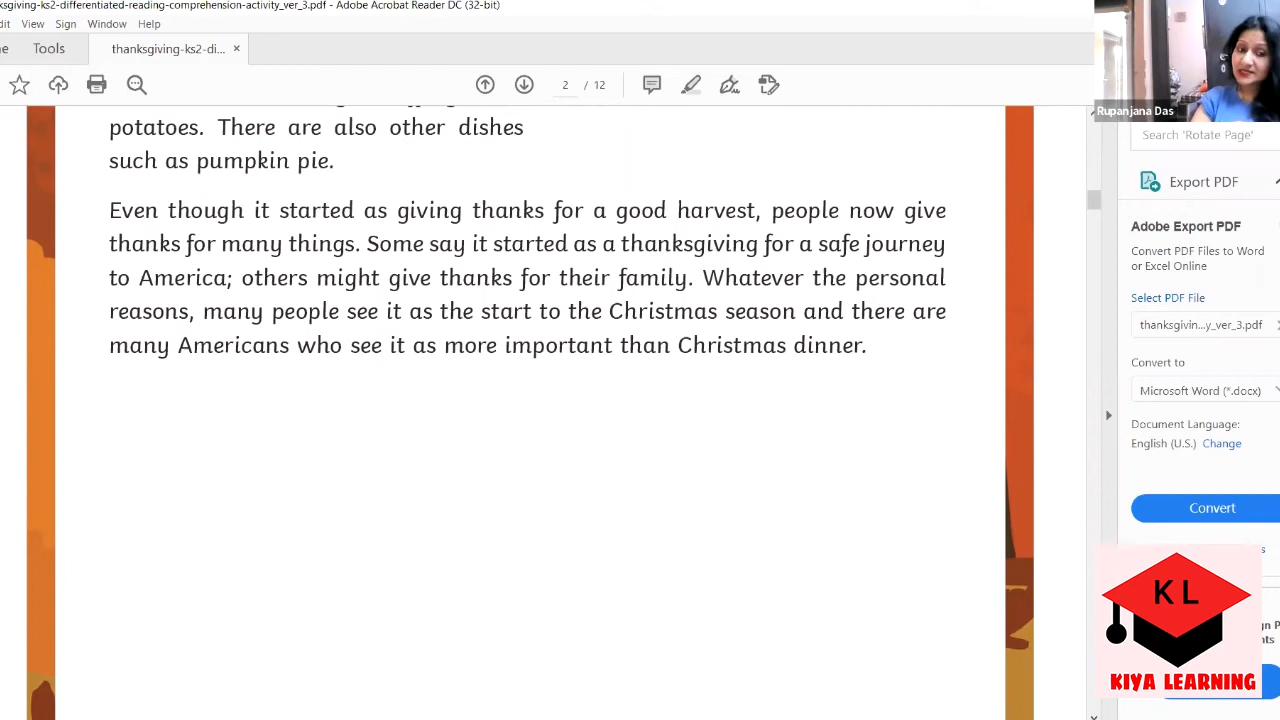 ksgiving-ks2-differentiated-reading-comprehension-activity_ver_3.pdf - Adobe Acrobat Reader DC (32-bit)
dit View Sign Window Help
me Tools thanksgiving-ks2-di... ×
2 / 12
Rupanjana Das
potatoes. There are also other dishes
such as pumpkin pie.
Even though it started as giving thanks for a good harvest, people now give
thanks for many things. Some say it started as a thanksgiving for a safe journey
to America; others might give thanks for their family. Whatever the personal
reasons, many people see it as the start to the Christmas season and there are
many Americans who see it as more important than Christmas dinner.
Search 'Rotate Page'
Export PDF
Adobe Export PDF
Convert PDF Files to Word
or Excel Online
Select PDF File
thanksgivin...y_ver_3.pdf
Convert to
Microsoft Word (*.docx)
Document Language:
English (U.S.) Change
Convert
K L
KIYA LEARNING